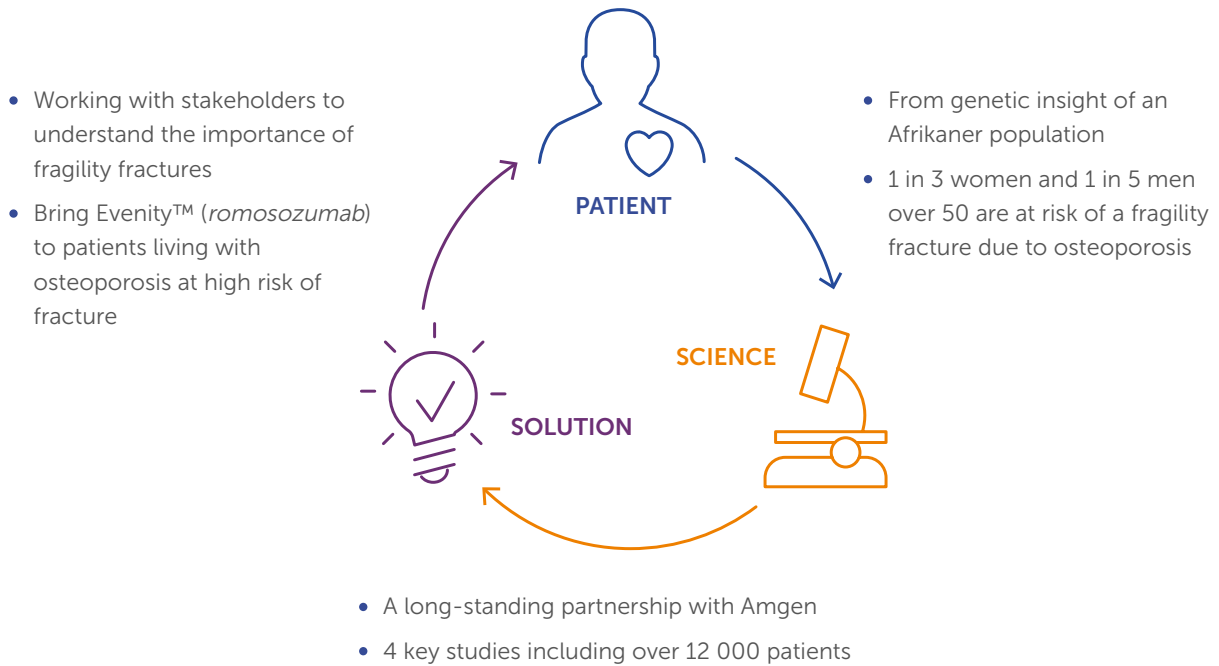 • Working with stakeholders to
understand the importance of
fragility fractures
• Bring Evenity™ (romosozumab)
to patients living with
osteoporosis at high risk of
fracture
PATIENT
• From genetic insight of an
Afrikaner population
• 1 in 3 women and 1 in 5 men
over 50 are at risk of a fragility
fracture due to osteoporosis
SCIENCE
SOLUTION
• A long-standing partnership with Amgen
• 4 key studies including over 12 000 patients